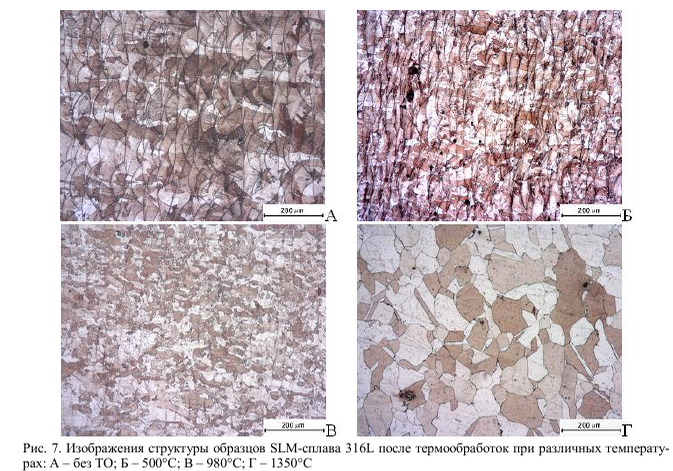 200 μm
А
200 μm
Б
200 μm
В
200 μm
Г
Рис. 7. Изображения структуры образцов SLM-сплава 316L после термообработок при различных температу-
рах: А – без ТО; Б – 500°С; В – 980°С; Г – 1350°С